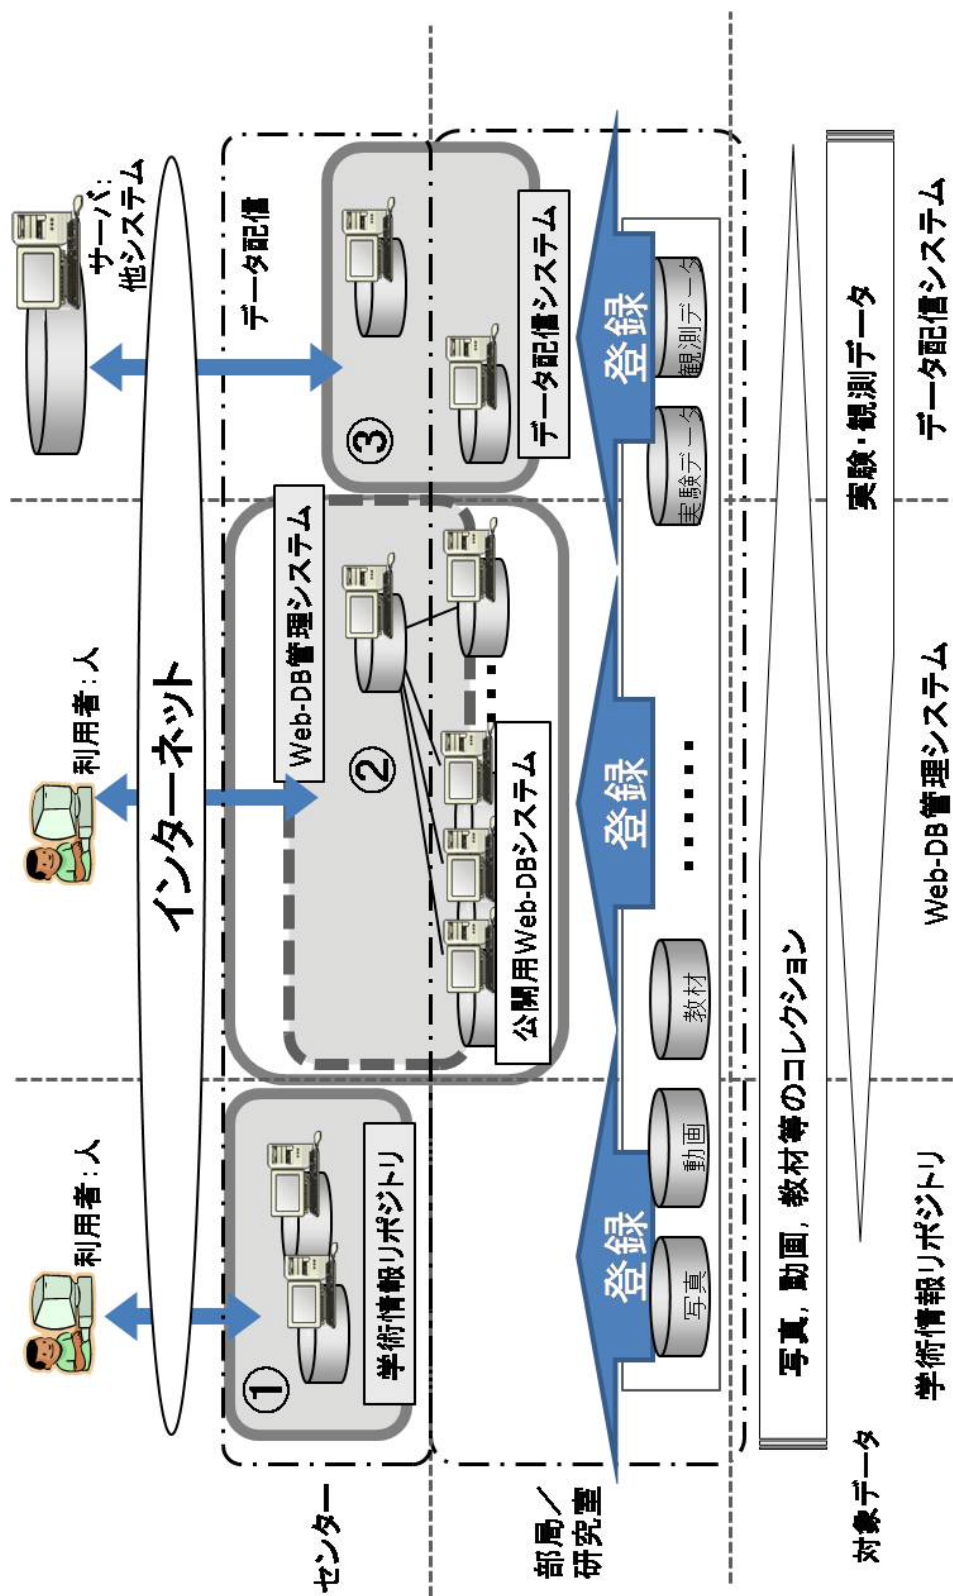 サーバ:
他システム
利用者:人
利用者:人
インターネット
データ配信
センター
①
学術情報リポジトリ
Web-DB管理システム
②
公開用Web-DBシステム
③
データ配信システム
部局/
研究室
登録
登録
登録
写真
動画
教材
実験データ
観測データ
対象データ
写真, 動画, 教材等のコレクション
実験・観測データ
学術情報リポジトリ
Web-DB管理システム
データ配信システム